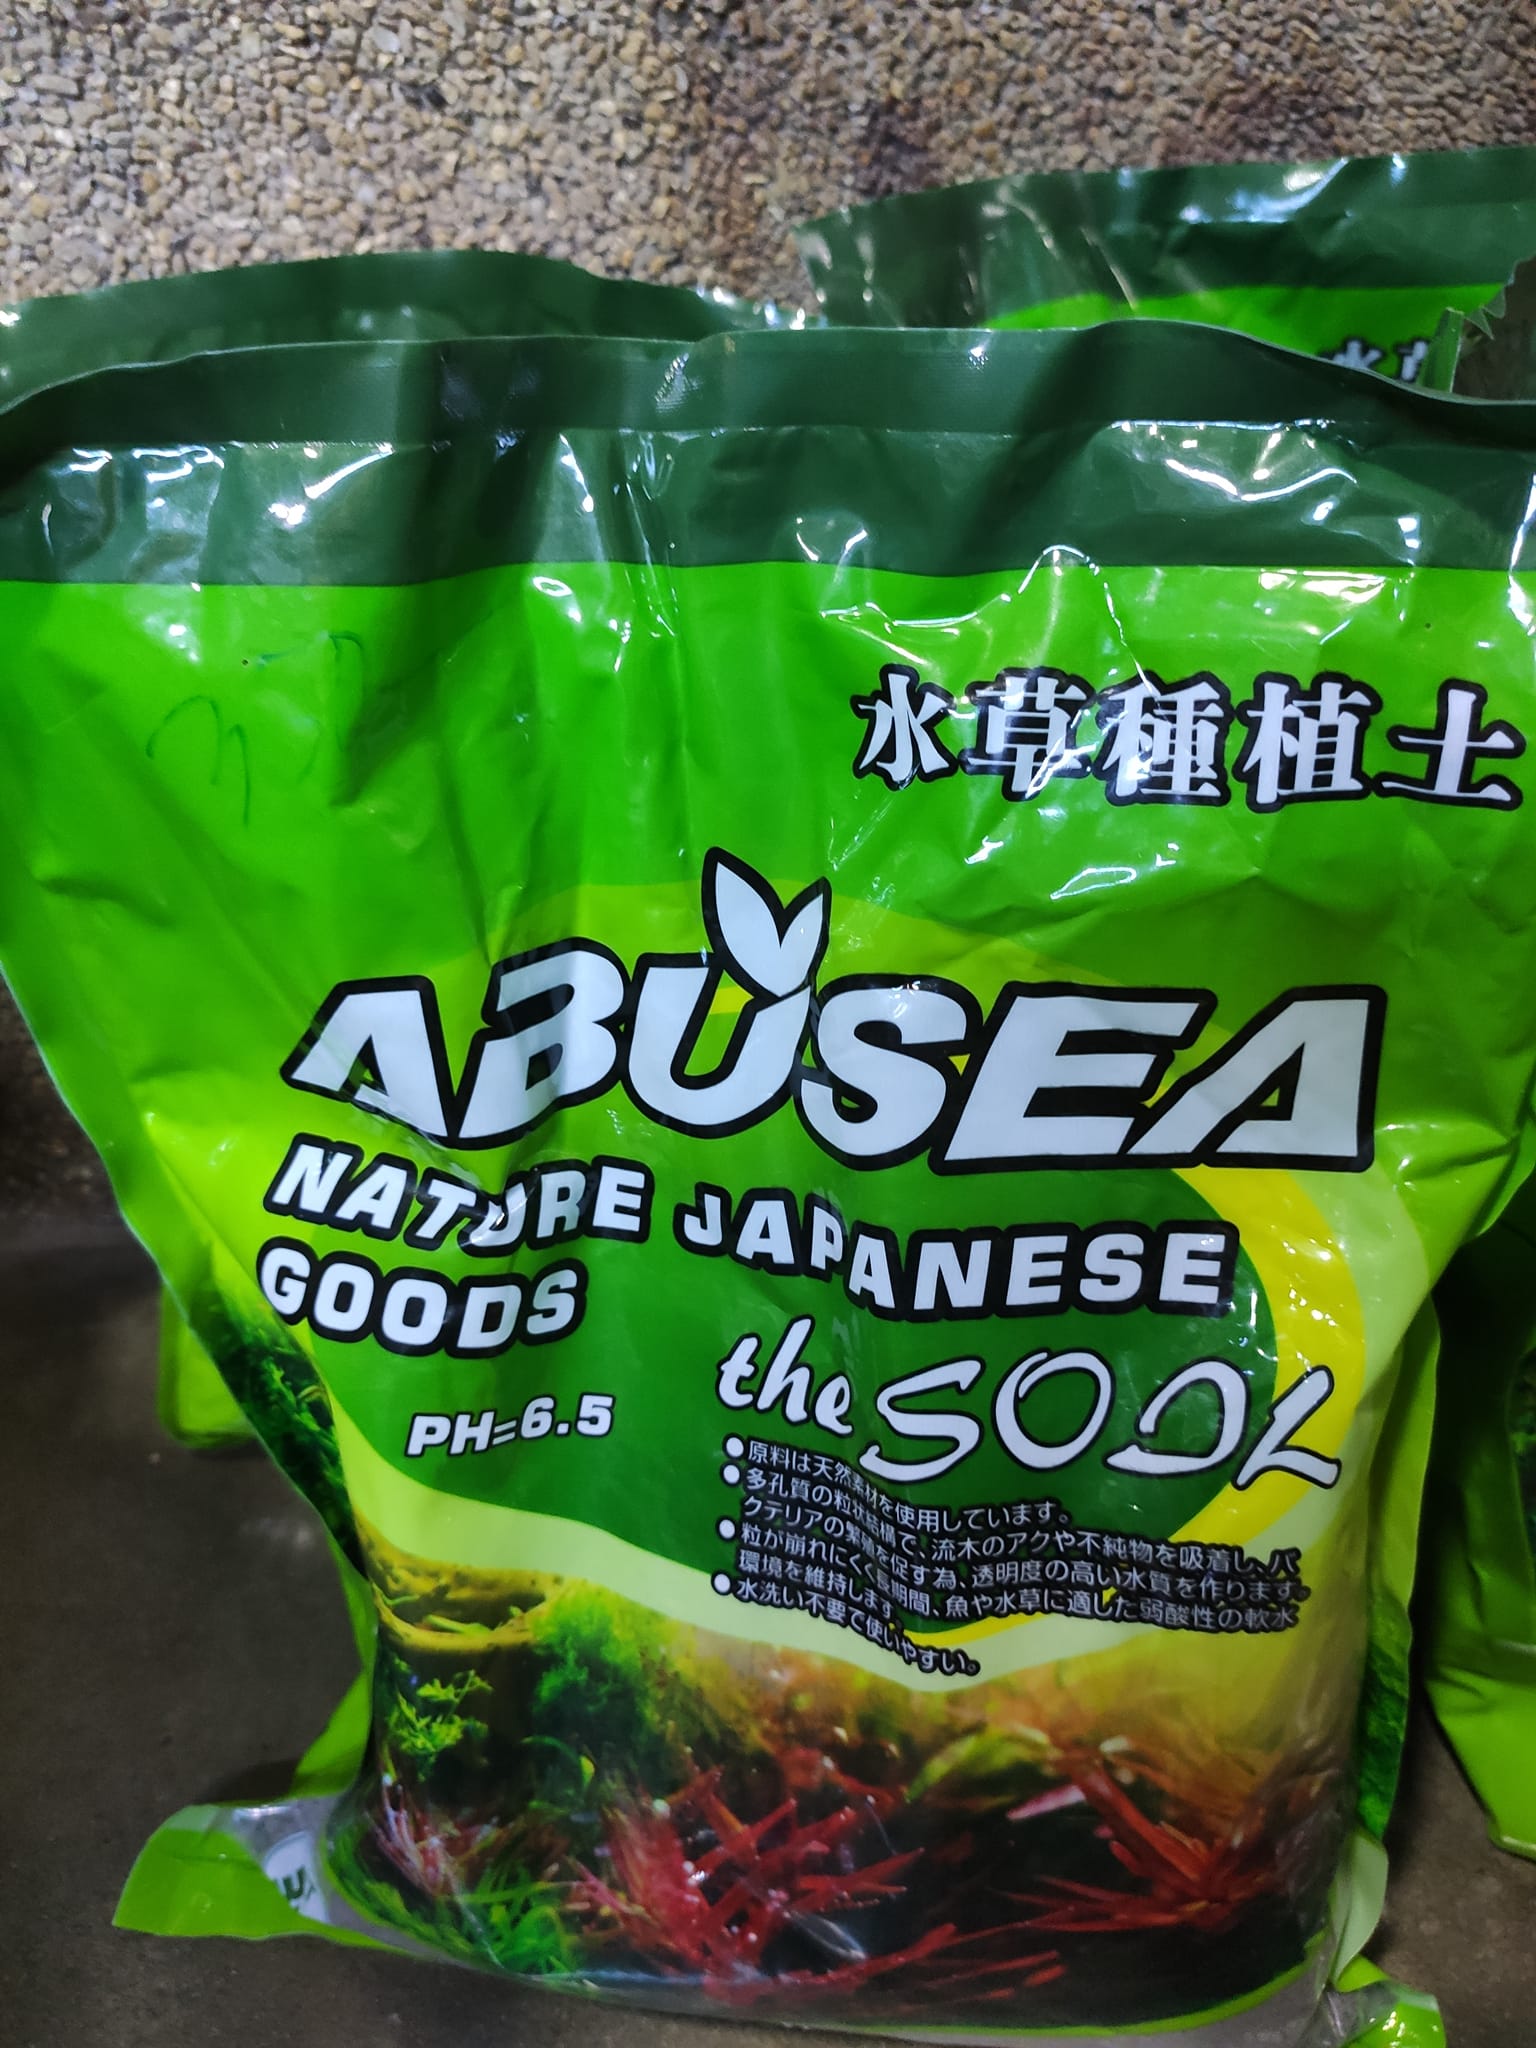 水草種植土
ABUSEA
NATURE JAPANESE
GOODS
the SOIL
PH=6.5
●原料は天然素材を使用しています。
●多孔質の粒状結構で、流木のアクや不純物を吸着し、バ
クテリアの繁殖を促す為、透明度の高い水質を作ります。
●粒が崩れにくく長期間、魚や水草に適した弱酸性の軟水
環境を維持します
●水洗い不要で使いやすい。